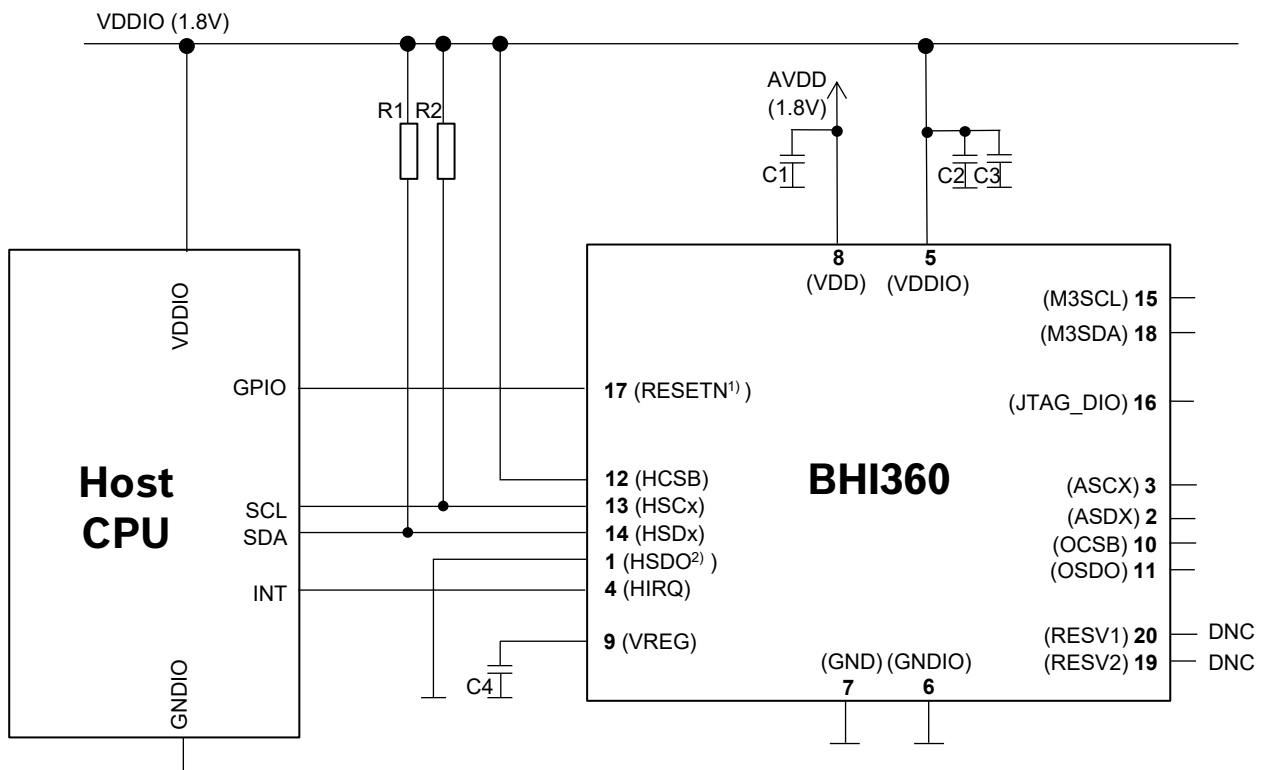 VDDIO (1.8V)
AVDD
(1.8V)
R1 R2
C1
C2 C3
8
(VDD)
5
(VDDIO)
VDDIO
GPIO
Host
CPU
SCL
SDA
INT
GNDIO
17 (RESETN1) )
12 (HCSB)
13 (HSCx)
14 (HSDx)
1 (HSDO2) )
4 (HIRQ)
9 (VREG)
C4
BHI360
(M3SCL) 15
(M3SDA) 18
(JTAG_DIO) 16
(ASCX) 3
(ASDX) 2
(OCSB) 10
(OSDO) 11
(RESV1) 20 DNC
(RESV2) 19 DNC
(GND) (GNDIO)
7 6